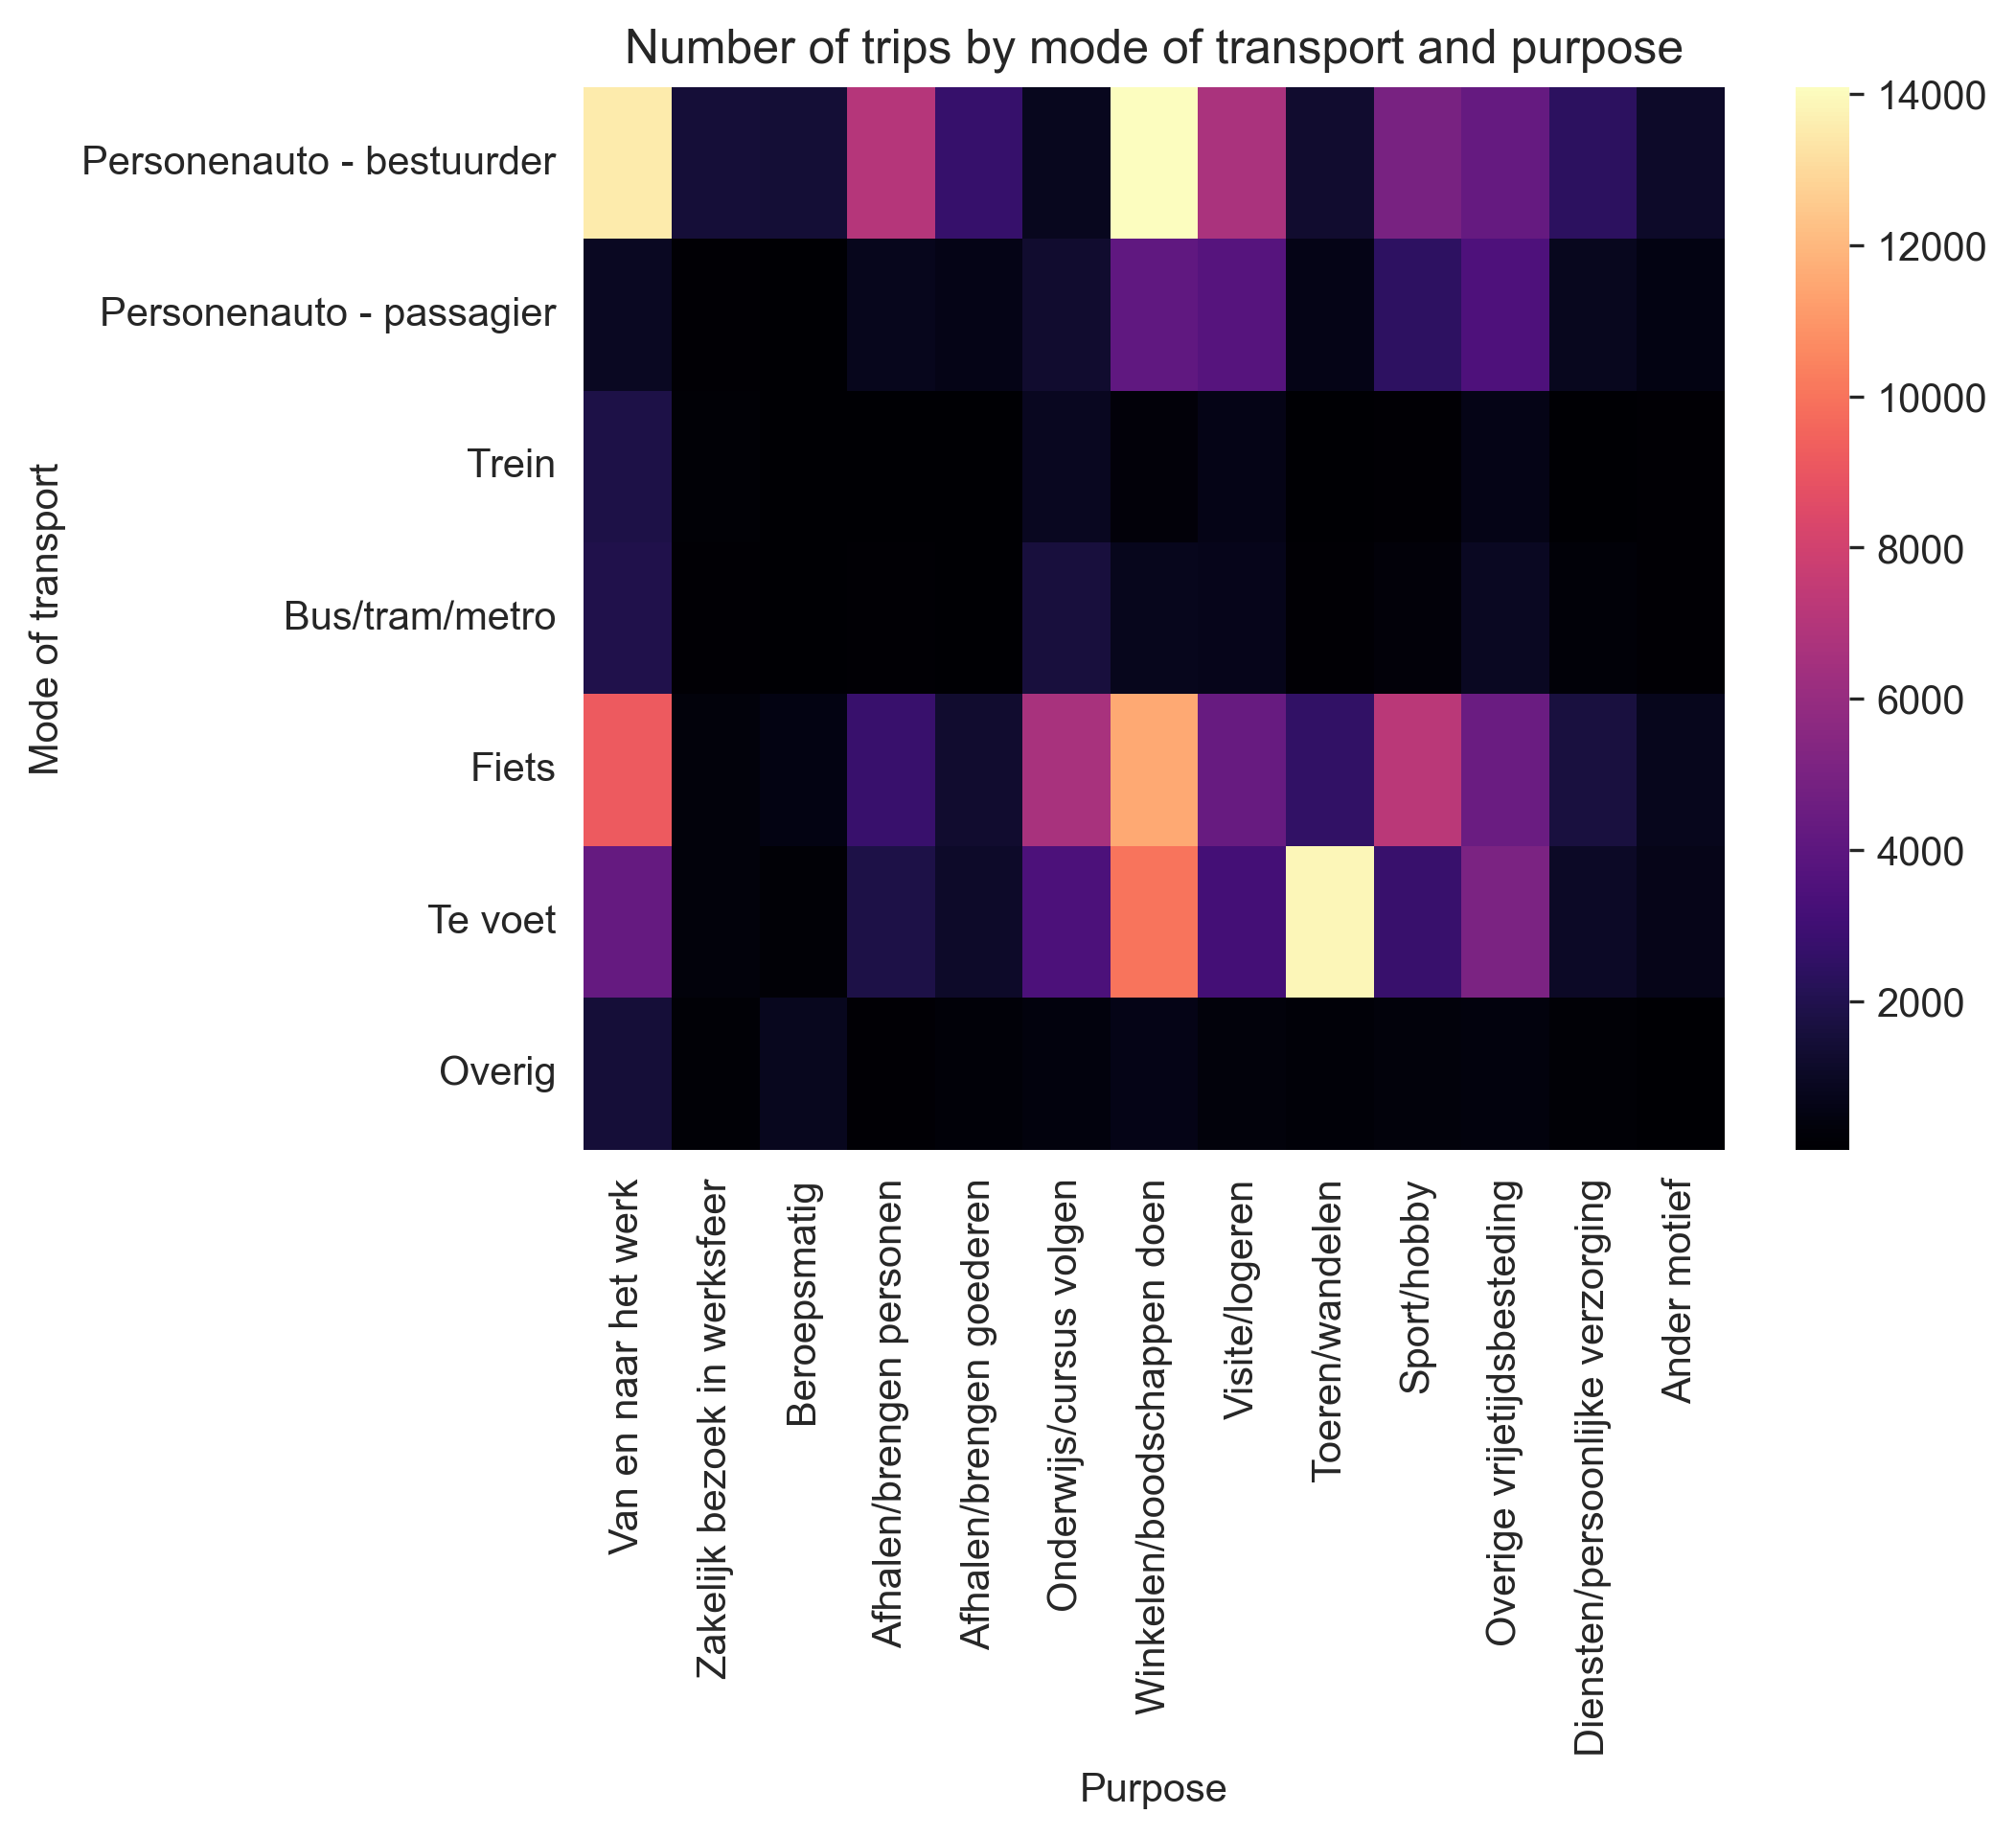 Number of trips by mode of transport and purpose
Mode of transport
Personenauto - bestuurder
Personenauto - passagier
Trein
Bus/tram/metro
Fiets
Te voet
Overig
14000
12000
10000
8000
6000
4000
2000
Van en naar het werk
Zakelijk bezoek in werksfeer
Beroepsmatig
Afhalen/brengen personen
Afhalen/brengen goederen
Onderwijs/cursus volgen
Winkelen/boodschappen doen
Visite/logeren
Toeren/wandelen
Sport/hobby
Overige vrijetijdsbesteding
Diensten/persoonlijke verzorging
Ander motief
Purpose